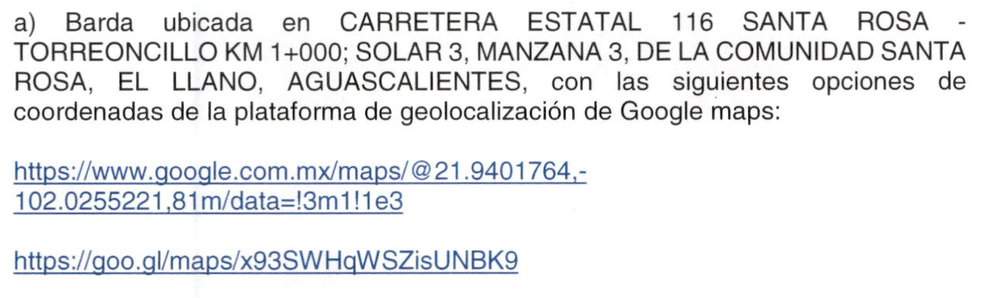 a) Barda ubicada en CARRETERA ESTATAL 116 SANTA ROSA -
TORREONCILLO KM 1+000; SOLAR 3, MANZANA 3, DE LA COMUNIDAD SANTA
ROSA, EL LLANO, AGUASCALIENTES, con las siguientes opciones de
coordenadas de la plataforma de geolocalización de Google maps:
https://www.google.com.mx/maps/@21.9401764,-
102.0255221,81m/data=!3m1!1e3
https://goo.gl/maps/x93SWHqWSZisUNBK9